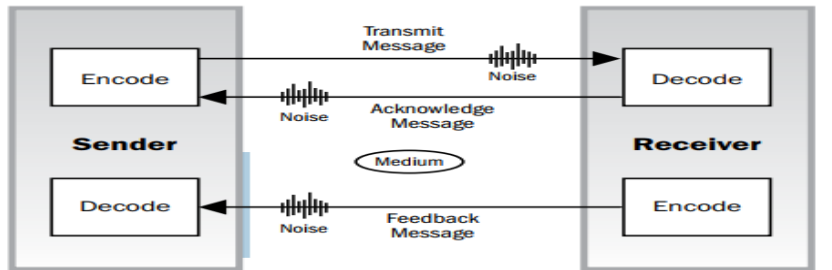 Transmit
Message
Encode
Noise
Decode
Noise
Acknowledge
Message
Sender
Receiver
Medium
Decode
Noise
Feedback
Message
Encode